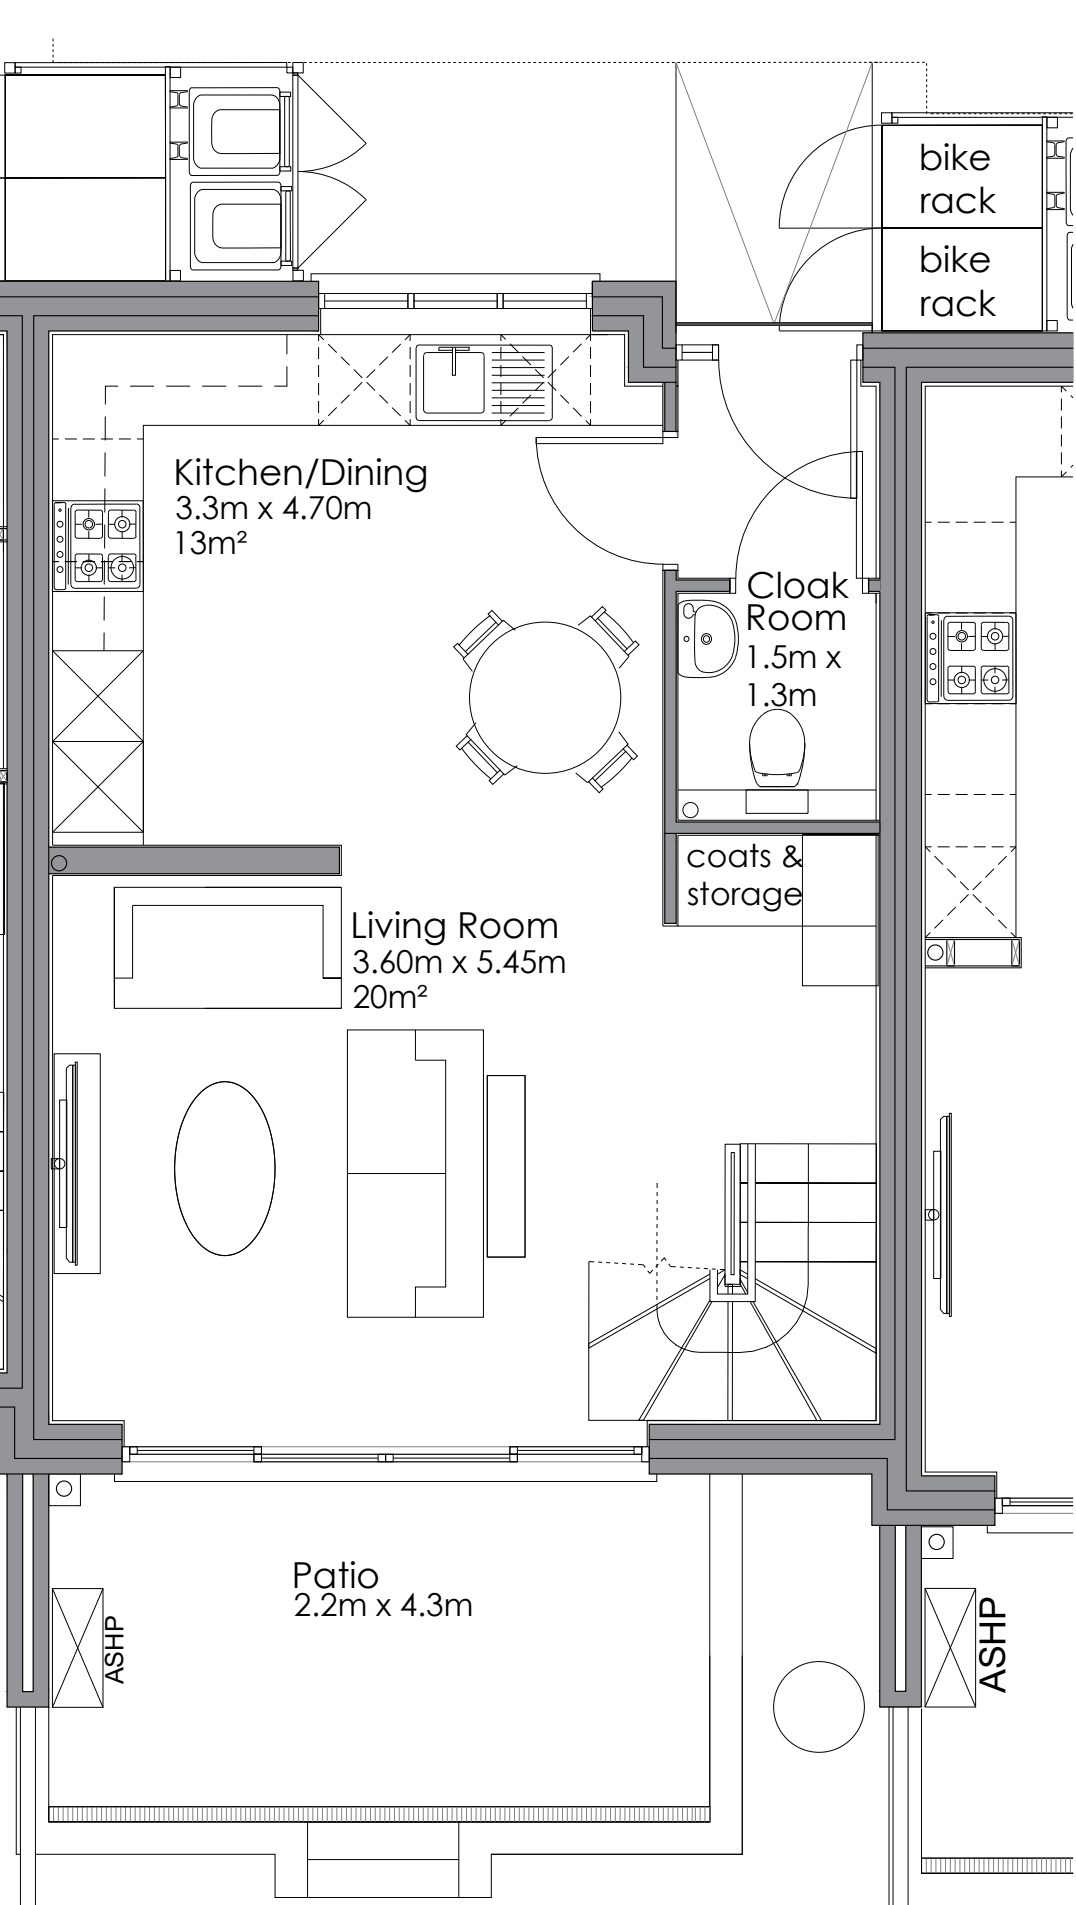 bike
rack
bike
rack
Kitchen/Dining
3.3m x 4.70m
13m²
Cloak
Room
1.5m x
1.3m
coats &
storage
Living Room
3.60m x 5.45m
20m²
Patio
2.2m x 4.3m
ASHP
ASHP